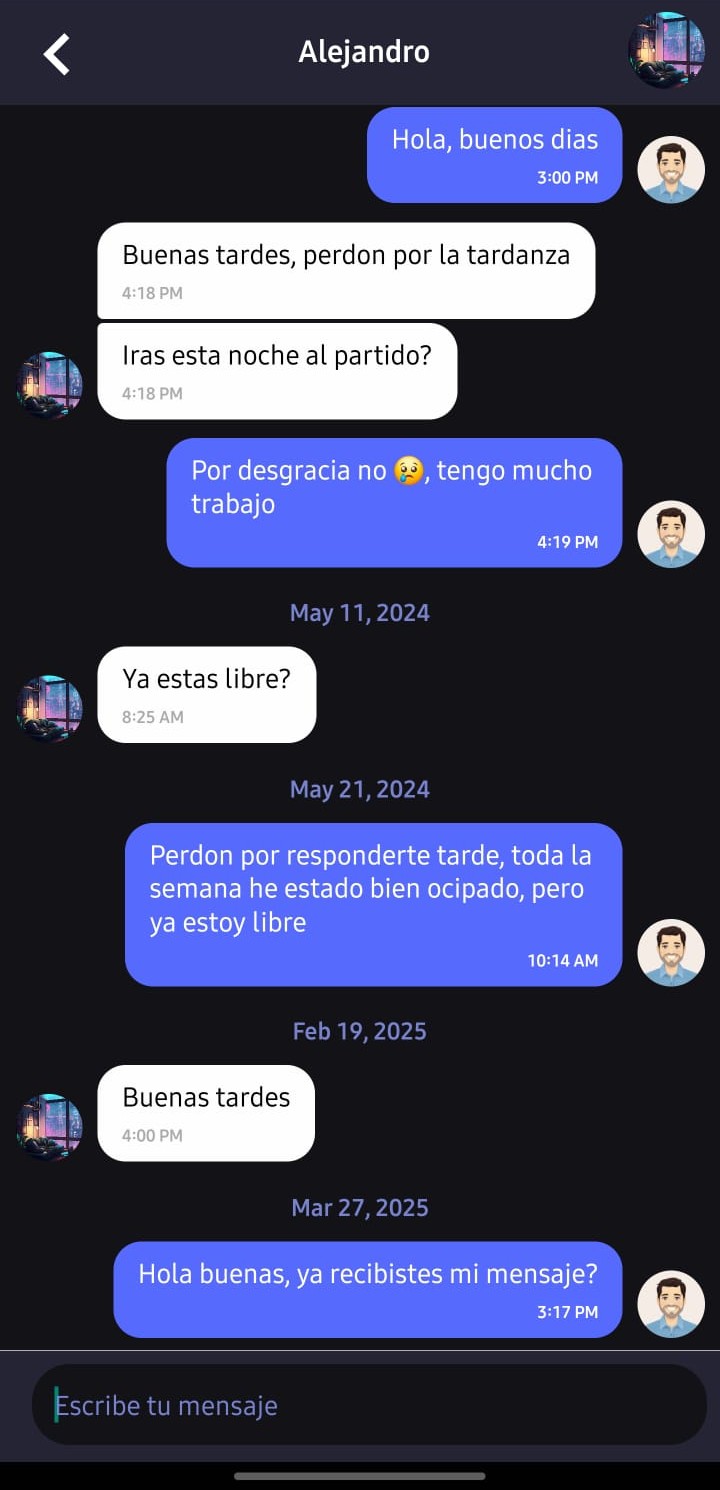 Alejandro
Hola, buenos dias
3:00 PM
Buenas tardes, perdon por la tardanza
4:18 PM
Iras esta noche al partido?
4:18 PM
Por desgracia no 😢, tengo mucho
trabajo
4:19 PM
May 11, 2024
Ya estas libre?
8:25 AM
May 21, 2024
Perdon por responderte tarde, toda la
semana he estado bien ocipado, pero
ya estoy libre
10:14 AM
Feb 19, 2025
Buenas tardes
4:00 PM
Mar 27, 2025
Hola buenas, ya recibistes mi mensaje?
3:17 PM
Escribe tu mensaje